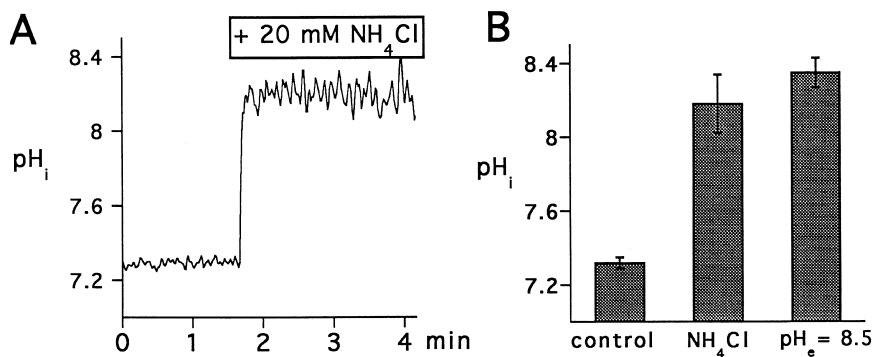 A
+ 20 mM NH4Cl
8.4
8
7.6
7.2
pHi
0 1 2 3 4 min
B
8.4
8
7.6
7.2
pHi
control NH4Cl pHe = 8.5